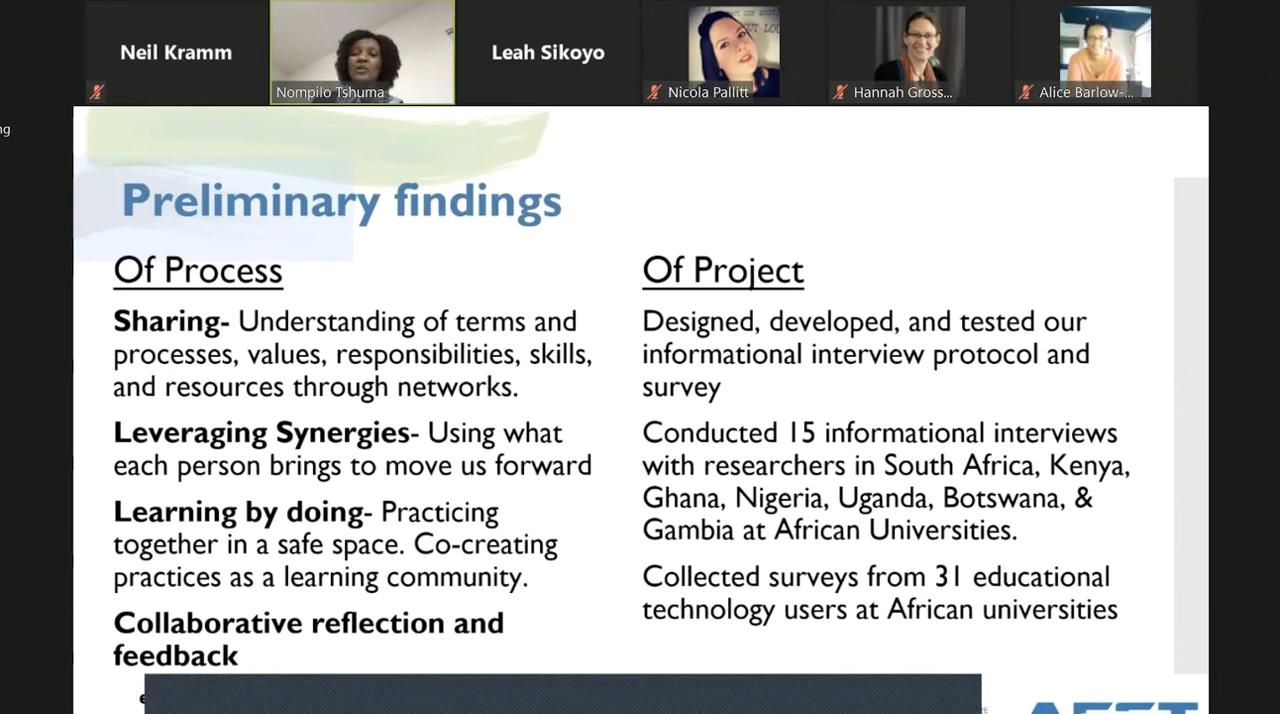 Neil Kramm
Nompilo Tshuma
Leah Sikoyo
Nicola Pallitt
Hannah Gross...
Alice Barlow-...
ng
Preliminary findings
Of Process
Sharing- Understanding of terms and
processes, values, responsibilities, skills,
and resources through networks.
Leveraging Synergies- Using what
each person brings to move us forward
Learning by doing- Practicing
together in a safe space. Co-creating
practices as a learning community.
Collaborative reflection and
feedback
Of Project
Designed, developed, and tested our
informational interview protocol and
survey
Conducted 15 informational interviews
with researchers in South Africa, Kenya,
Ghana, Nigeria, Uganda, Botswana, &
Gambia at African Universities.
Collected surveys from 31 educational
technology users at African universities